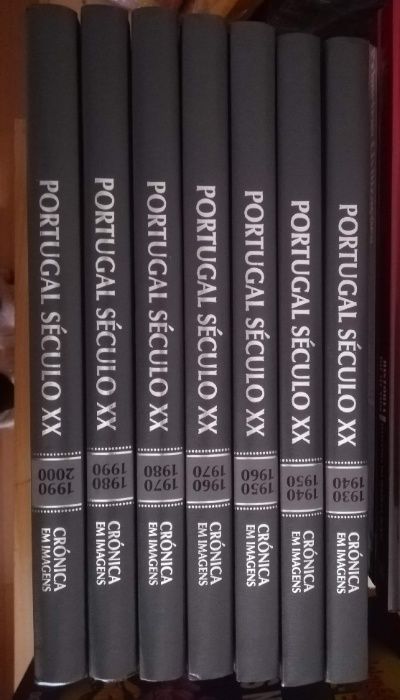 PORTUGAL SÉCULO XX
1990
2000
CRÓNICA
EM IMAGENS
PORTUGAL SÉCULO XX
1980
1990
CRÓNICA
EM IMAGENS
PORTUGAL SÉCULO XX
1970
1980
CRÓNICA
EM IMAGENS
PORTUGAL SÉCULO XX
1960
1970
CRÓNICA
EM IMAGENS
PORTUGAL SÉCULO XX
1950
1960
CRÓNICA
EM IMAGENS
PORTUGAL SÉCULO XX
1940
1950
CRÓNICA
EM IMAGENS
PORTUGAL SÉCULO XX
1930
1940
CRÓNICA
EM IMAGENS